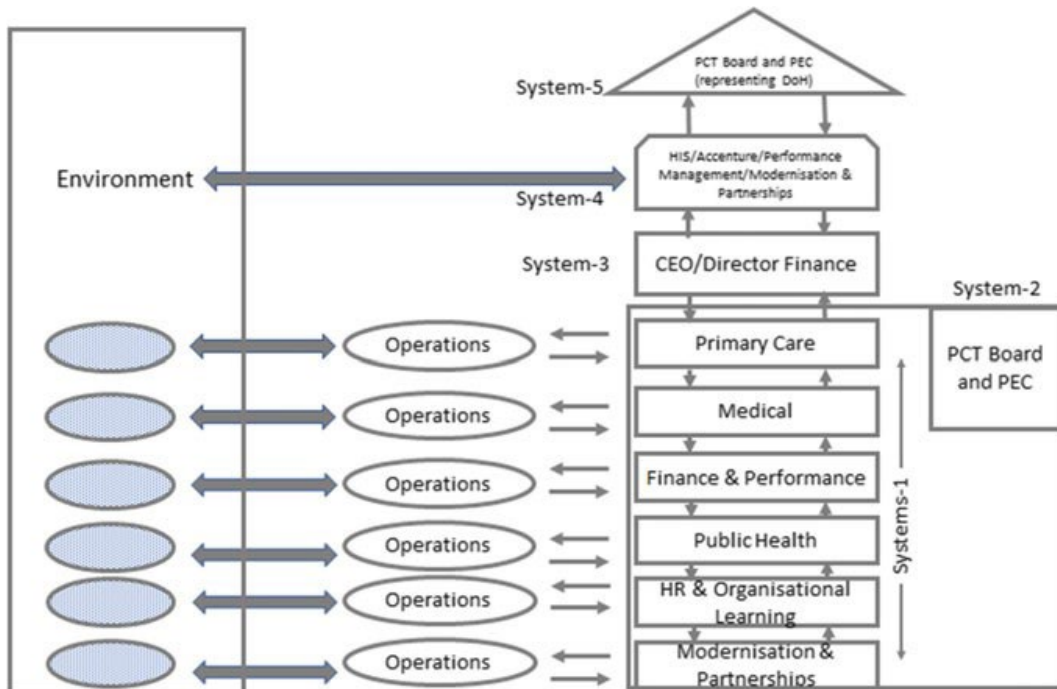 PCT Board and PEC
(representing DoH)
System-5
HIS/Accenture/Performance
Management/Modernisation &
Partnerships
Environment
System-4
System-3
CEO/Director Finance
System-2
Operations
Primary Care
PCT Board
and PEC
Operations
Medical
Operations
Finance & Performance
Systems-1
Operations
Public Health
Operations
HR & Organisational
Learning
Operations
Modernisation &
Partnerships